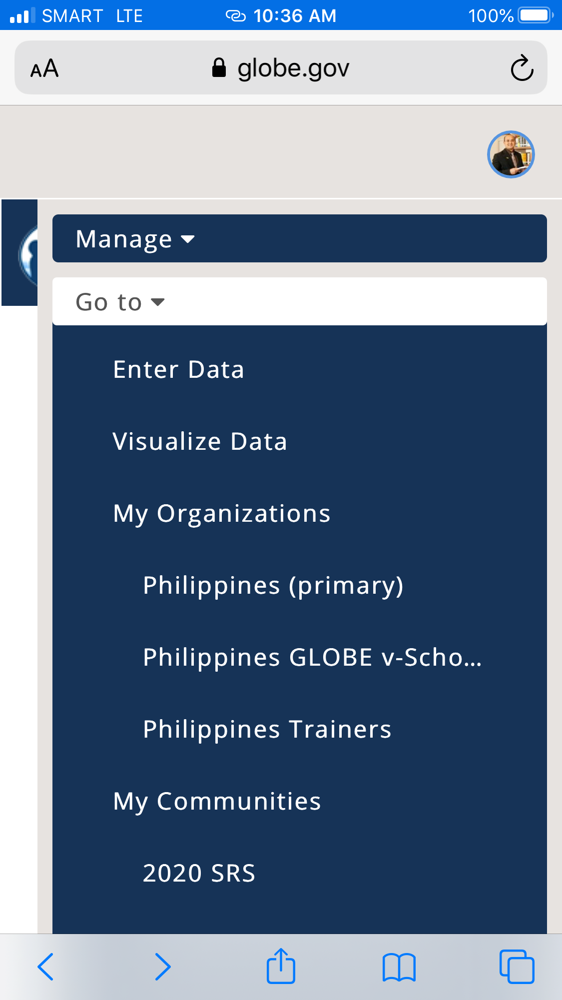 SMART LTE 10:36 AM 100%
AA globe.gov
Manage
Go to
Enter Data
Visualize Data
My Organizations
Philippines (primary)
Philippines GLOBE v-Scho...
Philippines Trainers
My Communities
2020 SRS